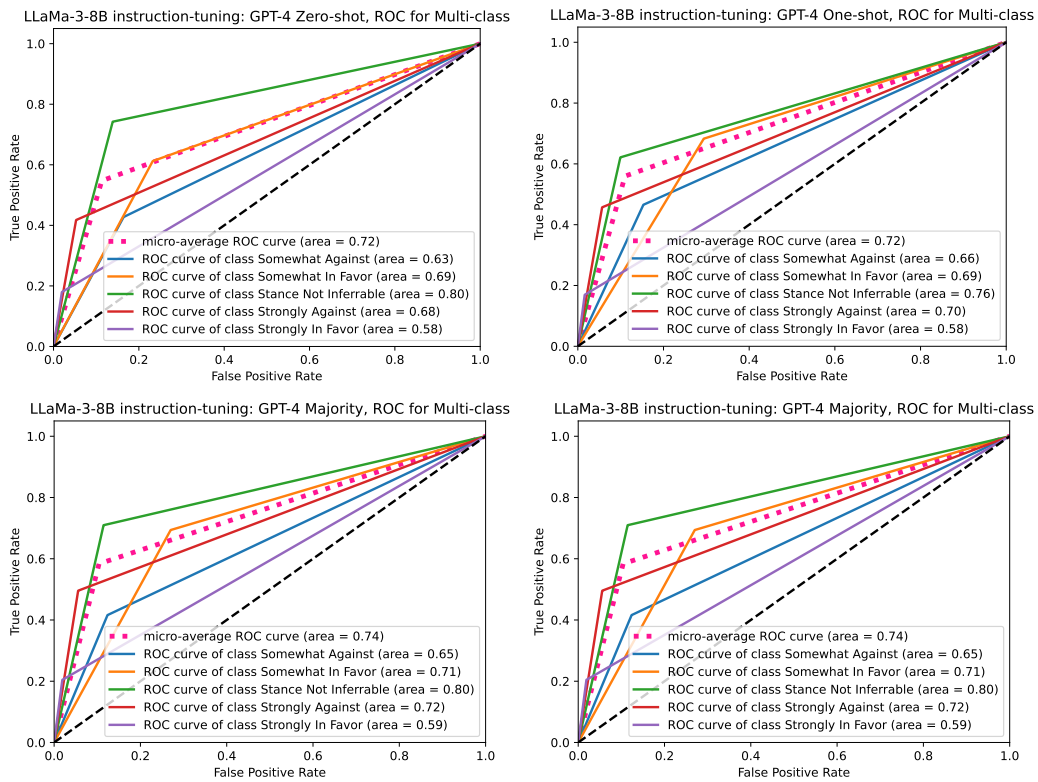 LLaMa-3-8B instruction-tuning: GPT-4 Zero-shot, ROC for Multi-class
True Positive Rate
1.0
0.8
0.6
0.4
0.2
0.0
micro-average ROC curve (area = 0.72)
ROC curve of class Somewhat Against (area = 0.63)
ROC curve of class Somewhat In Favor (area = 0.69)
ROC curve of class Stance Not Inferrable (area = 0.80)
ROC curve of class Strongly Against (area = 0.68)
ROC curve of class Strongly In Favor (area = 0.58)
0.0 0.2 0.4 0.6 0.8 1.0
False Positive Rate
LLaMa-3-8B instruction-tuning: GPT-4 One-shot, ROC for Multi-class
True Positive Rate
1.0
0.8
0.6
0.4
0.2
0.0
micro-average ROC curve (area = 0.72)
ROC curve of class Somewhat Against (area = 0.66)
ROC curve of class Somewhat In Favor (area = 0.69)
ROC curve of class Stance Not Inferrable (area = 0.76)
ROC curve of class Strongly Against (area = 0.70)
ROC curve of class Strongly In Favor (area = 0.58)
0.0 0.2 0.4 0.6 0.8 1.0
False Positive Rate
LLaMa-3-8B instruction-tuning: GPT-4 Majority, ROC for Multi-class
True Positive Rate
1.0
0.8
0.6
0.4
0.2
0.0
micro-average ROC curve (area = 0.74)
ROC curve of class Somewhat Against (area = 0.65)
ROC curve of class Somewhat In Favor (area = 0.71)
ROC curve of class Stance Not Inferrable (area = 0.80)
ROC curve of class Strongly Against (area = 0.72)
ROC curve of class Strongly In Favor (area = 0.59)
0.0 0.2 0.4 0.6 0.8 1.0
False Positive Rate
LLaMa-3-8B instruction-tuning: GPT-4 Majority, ROC for Multi-class
True Positive Rate
1.0
0.8
0.6
0.4
0.2
0.0
micro-average ROC curve (area = 0.74)
ROC curve of class Somewhat Against (area = 0.65)
ROC curve of class Somewhat In Favor (area = 0.71)
ROC curve of class Stance Not Inferrable (area = 0.80)
ROC curve of class Strongly Against (area = 0.72)
ROC curve of class Strongly In Favor (area = 0.59)
0.0 0.2 0.4 0.6 0.8 1.0
False Positive Rate